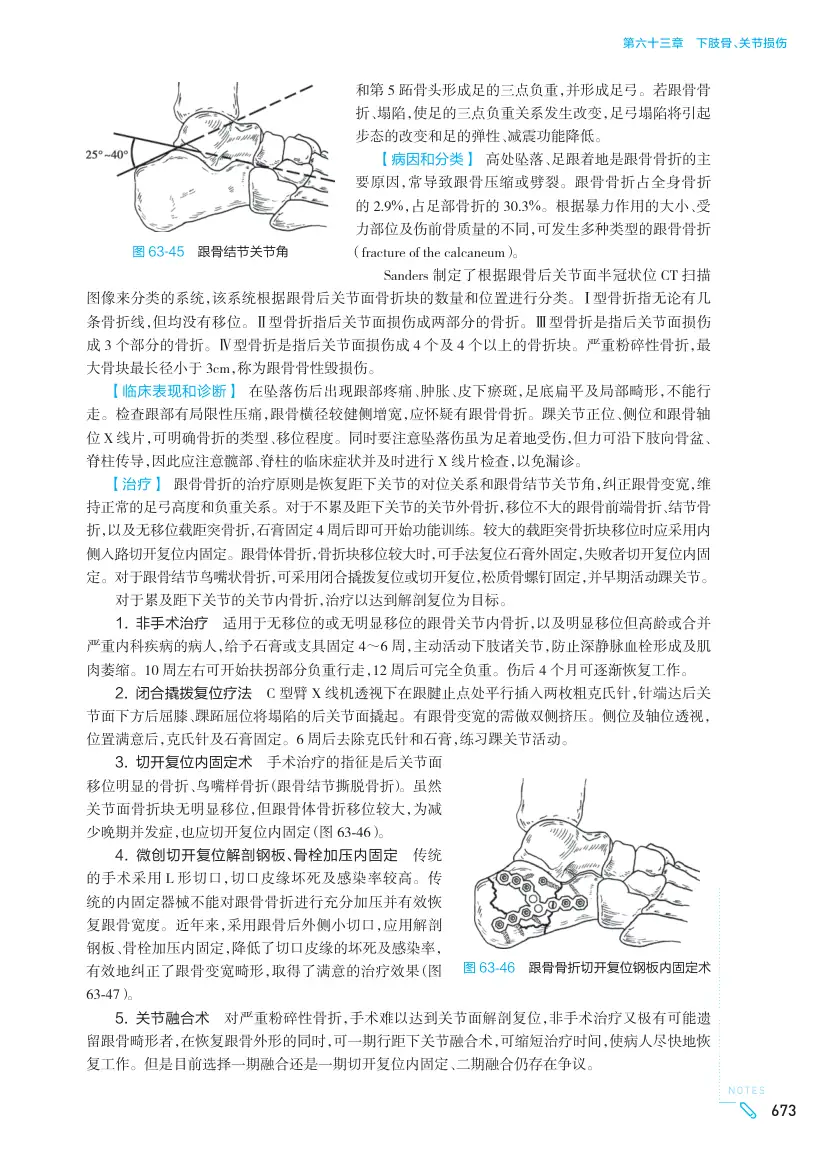 第六十三章　下肢骨、关节损伤
25°~40°
图 63-45　跟骨结节关节角
和第 5 跖骨头形成足的三点负重,并形成足弓。若跟骨骨
折、塌陷,使足的三点负重关系发生改变,足弓塌陷将引起
步态的改变和足的弹性、减震功能降低。
【病因和分类】 高处坠落、足跟着地是跟骨骨折的主
要原因,常导致跟骨压缩或劈裂。跟骨骨折占全身骨折
的 2.9%,占足部骨折的 30.3%。根据暴力作用的大小、受
力部位及伤前骨质量的不同,可发生多种类型的跟骨骨折
(fracture of the calcaneum)。
Sanders 制定了根据跟骨后关节面半冠状位 CT 扫描
图像来分类的系统,该系统根据跟骨后关节面骨折块的数量和位置进行分类。Ⅰ型骨折指无论有几
条骨折线,但均没有移位。Ⅱ型骨折指后关节面损伤成两部分的骨折。Ⅲ型骨折是指后关节面损伤
成 3 个部分的骨折。Ⅳ型骨折是指后关节面损伤成 4 个及 4 个以上的骨折块。严重粉碎性骨折,最
大骨块最长径小于 3cm,称为跟骨骨性毁损伤。
【临床表现和诊断】 在坠落伤后出现跟部疼痛、肿胀、皮下瘀斑,足底扁平及局部畸形,不能行
走。检查跟部有局限性压痛,跟骨横径较健侧增宽,应怀疑有跟骨骨折。踝关节正位、侧位和跟骨轴
位 X 线片,可明确骨折的类型、移位程度。同时要注意坠落伤虽为足着地受伤,但力可沿下肢向骨盆、
脊柱传导,因此应注意髋部、脊柱的临床症状并及时进行 X 线片检查,以免漏诊。
【治疗】 跟骨骨折的治疗原则是恢复距下关节的对位关系和跟骨结节关节角,纠正跟骨变宽,维
持正常的足弓高度和负重关系。对于不累及距下关节的关节外骨折,移位不大的跟骨前端骨折、结节骨
折,以及无移位载距突骨折,石膏固定 4 周后即可开始功能训练。较大的载距突骨折块移位时应采用内
侧入路切开复位内固定。跟骨体骨折,骨折块移位较大时,可手法复位石膏外固定,失败者切开复位内固
定。对于跟骨结节鸟嘴状骨折,可采用闭合撬拨复位或切开复位,松质骨螺钉固定,并早期活动踝关节。
对于累及距下关节的关节内骨折,治疗以达到解剖复位为目标。
1. 非手术治疗　适用于无移位的或无明显移位的跟骨关节内骨折,以及明显移位但高龄或合并
严重内科疾病的病人,给予石膏或支具固定 4～6 周,主动活动下肢诸关节,防止深静脉血栓形成及肌
肉萎缩。10 周左右可开始扶拐部分负重行走,12 周后可完全负重。伤后 4 个月可逐渐恢复工作。
2. 闭合撬拨复位疗法　C 型臂 X 线机透视下在跟腱止点处平行插入两枚粗克氏针,针端达后关
节面下方后屈膝、踝跖屈位将塌陷的后关节面撬起。有跟骨变宽的需做双侧挤压。侧位及轴位透视,
位置满意后,克氏针及石膏固定。6 周后去除克氏针和石膏,练习踝关节活动。
3. 切开复位内固定术　手术治疗的指征是后关节面
移位明显的骨折、鸟嘴样骨折(跟骨结节撕脱骨折)。虽然
关节面骨折块无明显移位,但跟骨体骨折移位较大,为减
少晚期并发症,也应切开复位内固定(图 63-46)。
4. 微创切开复位解剖钢板、骨栓加压内固定　传统
的手术采用 L 形切口,切口皮缘坏死及感染率较高。传
统的内固定器械不能对跟骨骨折进行充分加压并有效恢
复跟骨宽度。近年来,采用跟骨后外侧小切口,应用解剖
钢板、骨栓加压内固定,降低了切口皮缘的坏死及感染率,
有效地纠正了跟骨变宽畸形,取得了满意的治疗效果(图
63-47)。
图 63-46　跟骨骨折切开复位钢板内固定术
5. 关节融合术　对严重粉碎性骨折,手术难以达到关节面解剖复位,非手术治疗又极有可能遗
留跟骨畸形者,在恢复跟骨外形的同时,可一期行距下关节融合术,可缩短治疗时间,使病人尽快地恢
复工作。但是目前选择一期融合还是一期切开复位内固定、二期融合仍存在争议。
NOTES
673